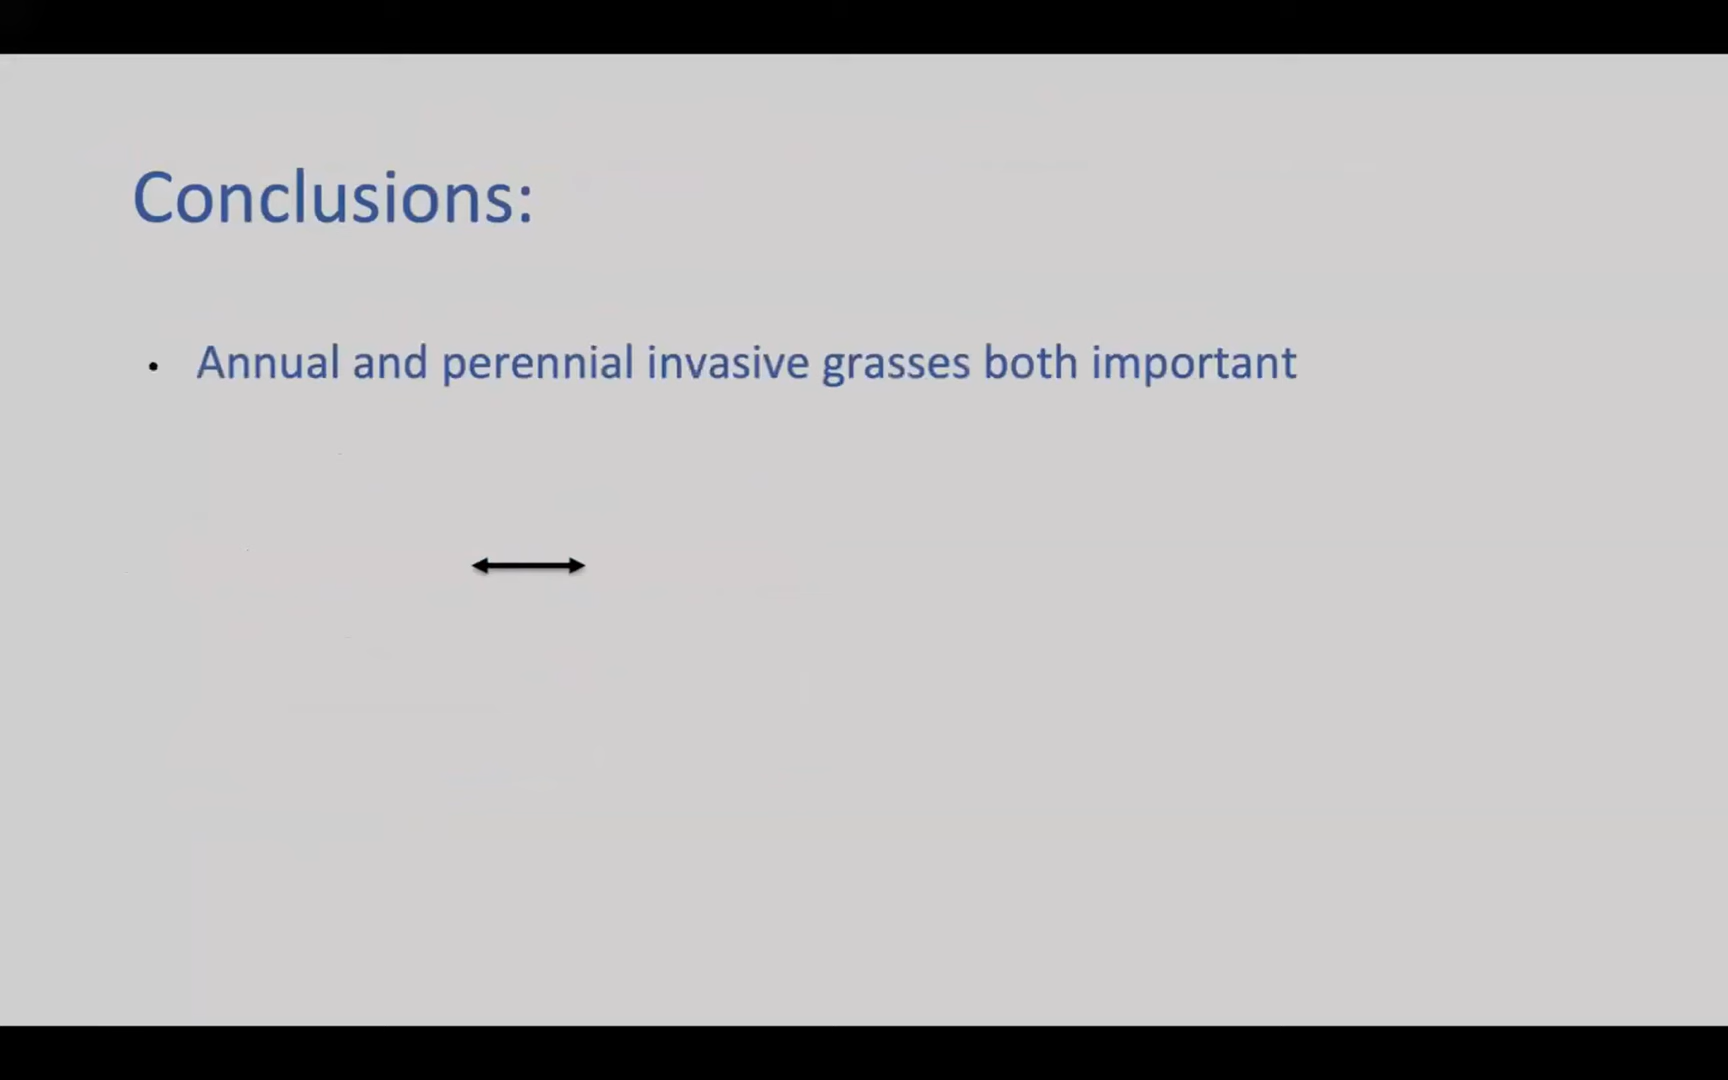 Conclusions:
• Annual and perennial invasive grasses both important